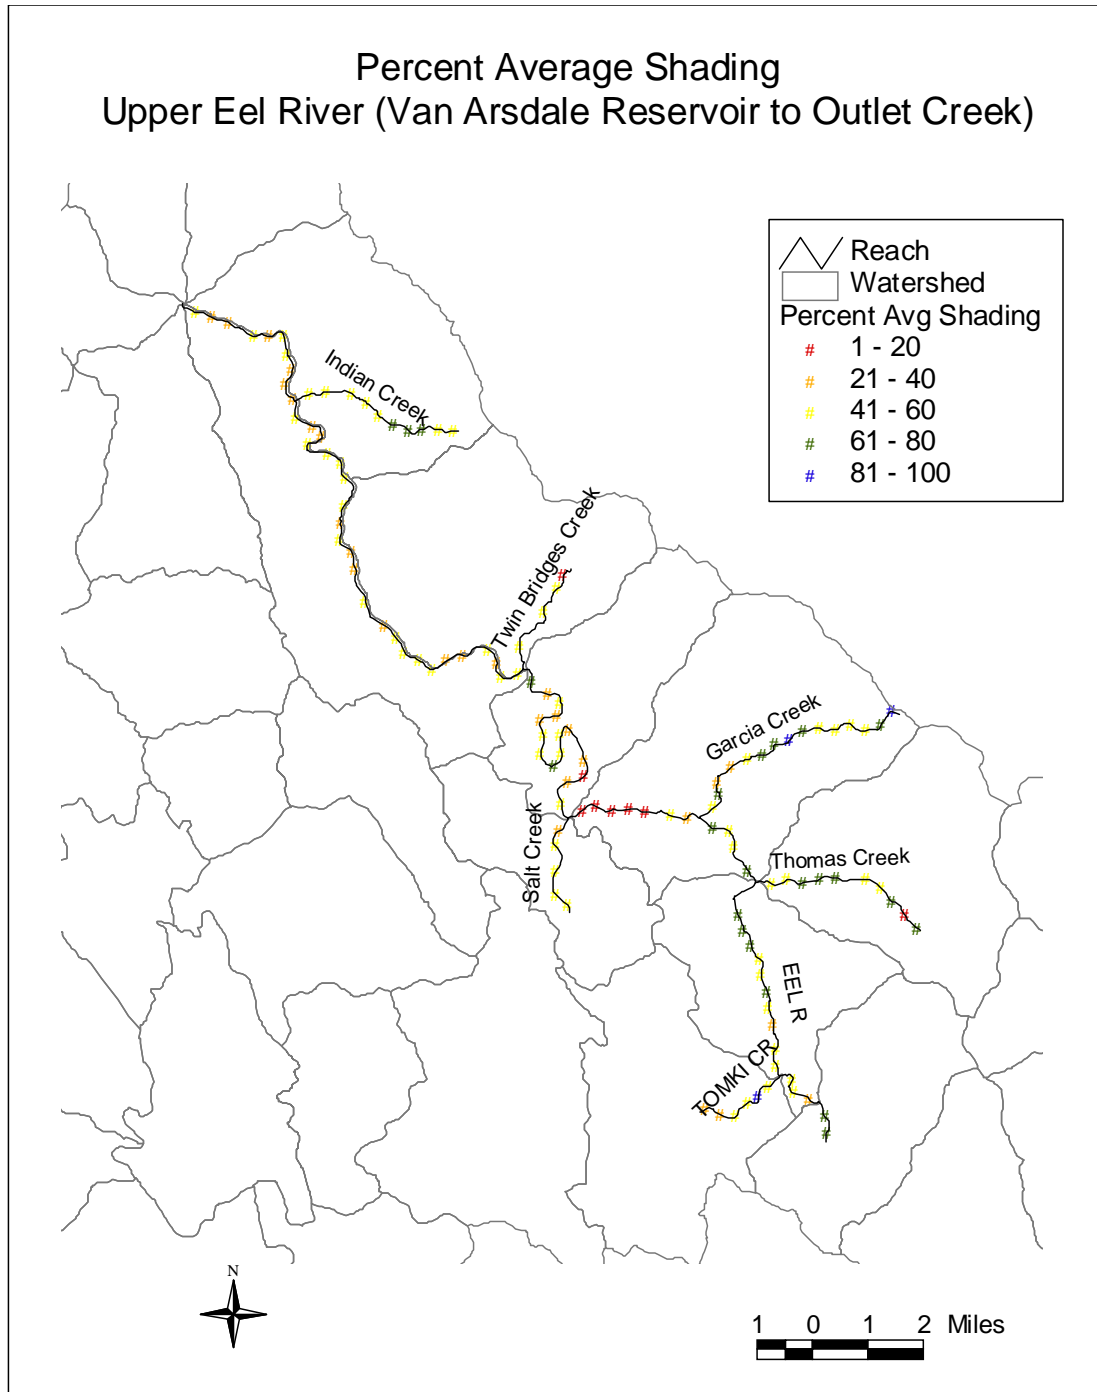 Percent Average Shading
Upper Eel River (Van Arsdale Reservoir to Outlet Creek)
Reach
Watershed
Percent Avg Shading
# 1 - 20
# 21 - 40
# 41 - 60
# 61 - 80
# 81 - 100
Indian Creek
Twin Bridges Creek
Garcia Creek
Salt Creek
Thomas Creek
EEL R
TOMKI CR
N
1 0 1 2 Miles